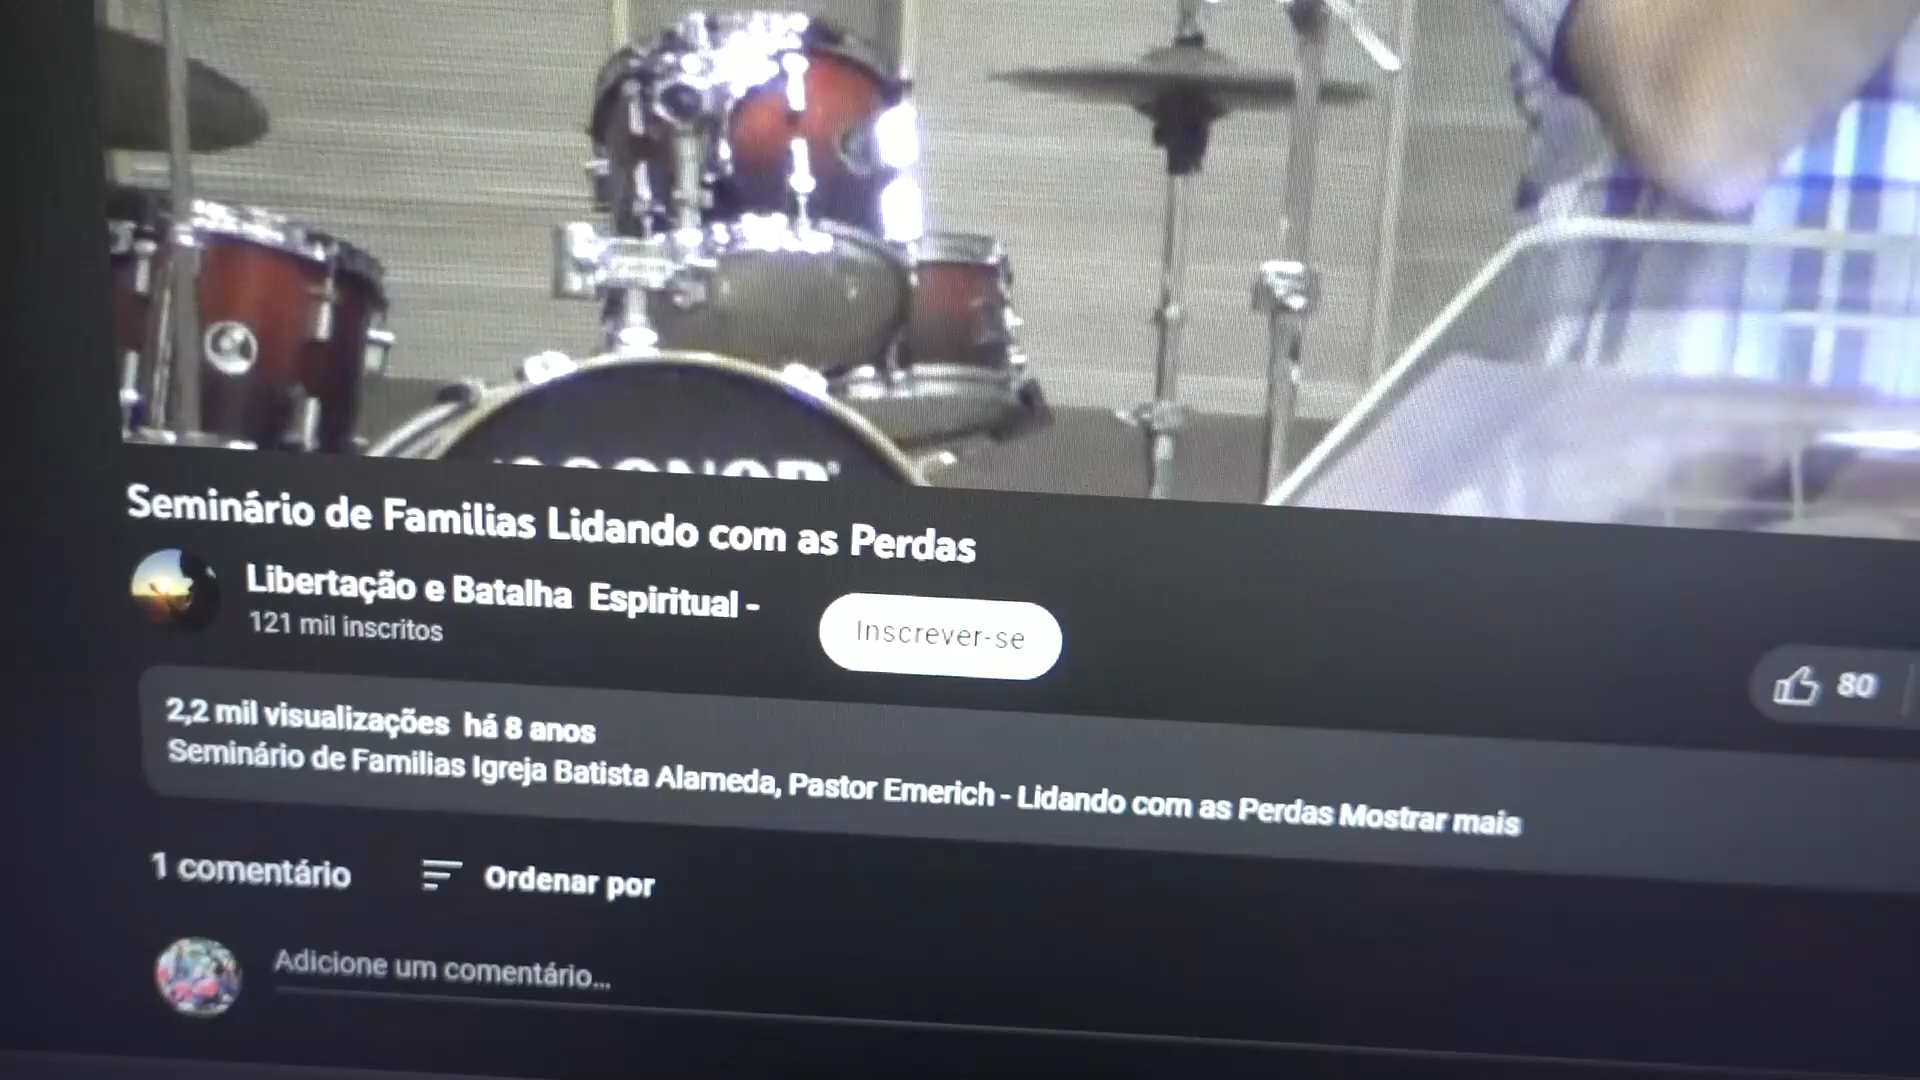 Seminário de Familias Lidando com as Perdas
Libertação e Batalha Espiritual -
121 mil inscritos
Inscrever-se
80
2,2 mil visualizações há 8 anos
Seminário de Familias Igreja Batista Alameda, Pastor Emerich - Lidando com as Perdas Mostrar mais
1 comentário
Ordenar por
Adicione um comentário...